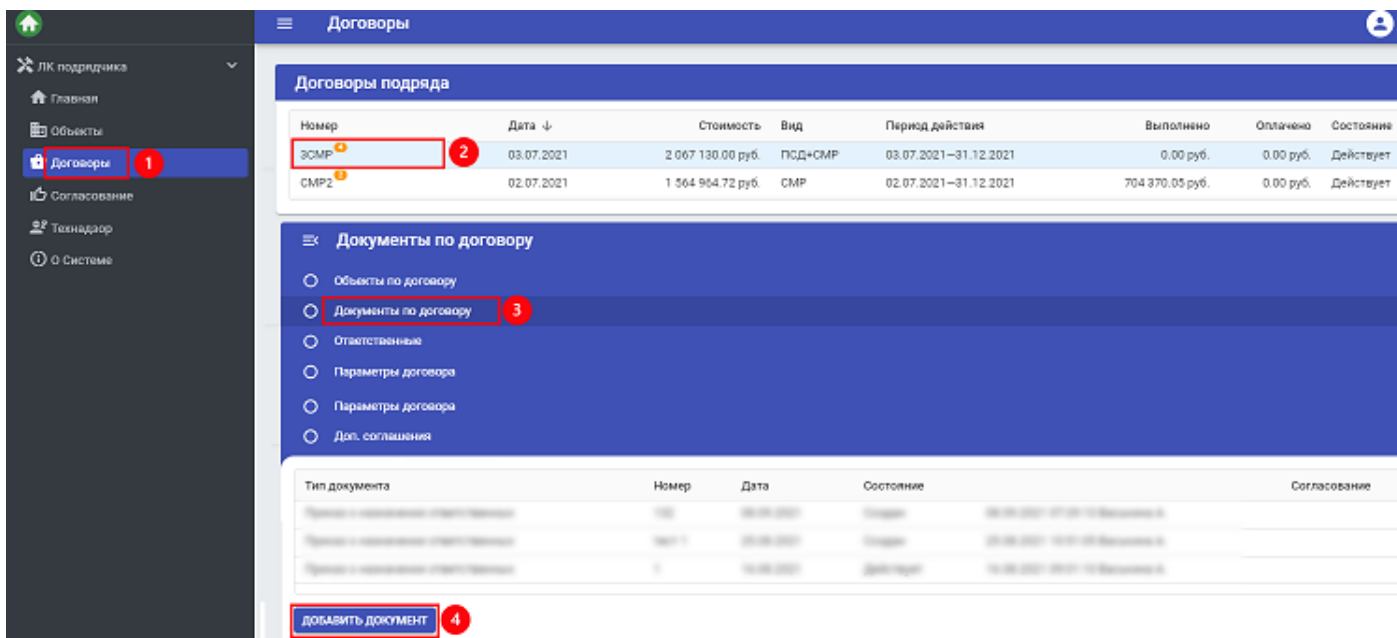 Договоры
ЛК подрядчика
Главная
Объекты
Договоры 1
Согласование
Технадзор
О Системе
Договоры подряда
Номер Дата ↓ Стоимость Вид Период действия Выполнено Оплачено Состояние
3СМР 4 2 03.07.2021 2 067 130.00 руб. ПСД+СМР 03.07.2021—31.12.2021 0.00 руб. 0.00 руб. Действует
СМР2 02.07.2021 1 564 964.72 руб. СМР 02.07.2021—31.12.2021 704 370.05 руб. 0.00 руб. Действует
Документы по договору
Объекты по договору
Документы по договору 3
Ответственные
Параметры договора
Параметры договора
Доп. соглашения
Тип документа Номер Дата Состояние Согласование
ДОБАВИТЬ ДОКУМЕНТ 4